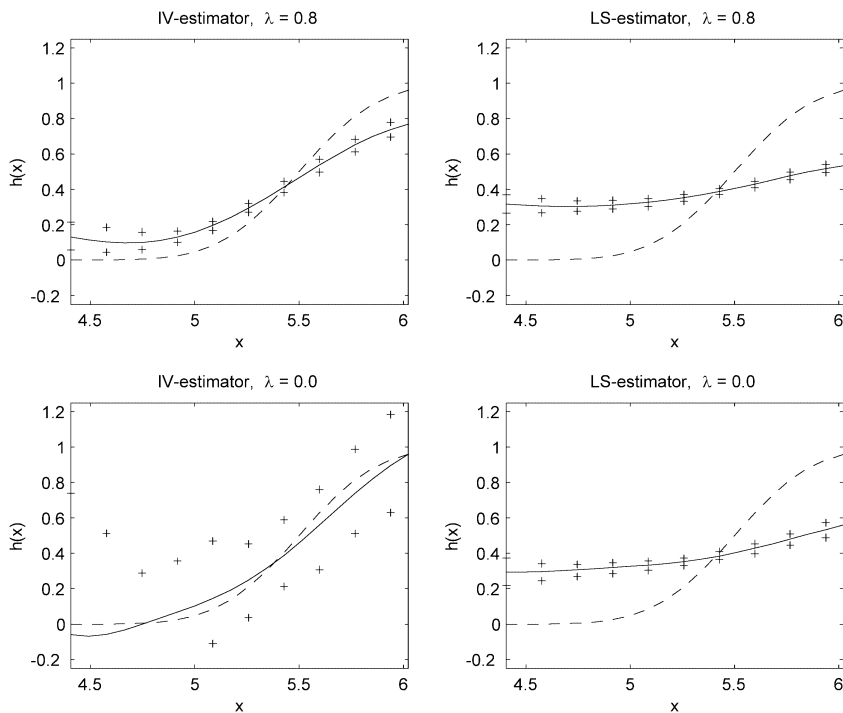 IV-estimator, λ = 0.8
1.2
1
0.8
0.6
0.4
0.2
0
-0.2
h(x)
4.5 5 5.5 6
x
LS-estimator, λ = 0.8
1.2
1
0.8
0.6
0.4
0.2
0
-0.2
h(x)
4.5 5 5.5 6
x
IV-estimator, λ = 0.0
1.2
1
0.8
0.6
0.4
0.2
0
-0.2
h(x)
4.5 5 5.5 6
x
LS-estimator, λ = 0.0
1.2
1
0.8
0.6
0.4
0.2
0
-0.2
h(x)
4.5 5 5.5 6
x